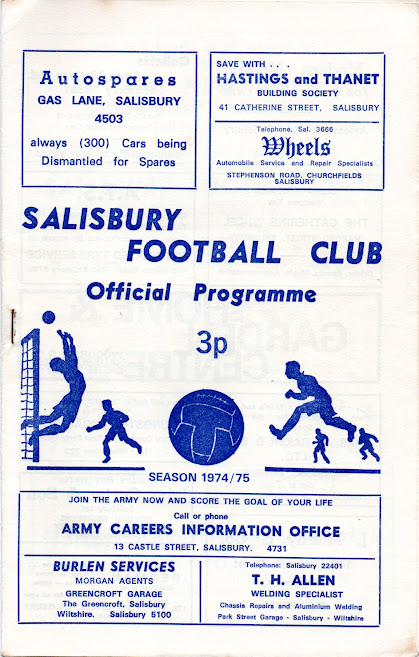 Autospares
GAS LANE, SALISBURY
4503
always (300) Cars being
Dismantled for Spares
SAVE WITH . . .
HASTINGS and THANET
BUILDING SOCIETY
41 CATHERINE STREET, SALISBURY
Telephone, Sal. 3666
Wheels
Automobile Service and Repair Specialists
STEPHENSON ROAD, CHURCHFIELDS
SALISBURY
SALISBURY
FOOTBALL CLUB
Official Programme
3p
SEASON 1974/75
JOIN THE ARMY NOW AND SCORE THE GOAL OF YOUR LIFE
Call or phone
ARMY CAREERS INFORMATION OFFICE
13 CASTLE STREET, SALISBURY. 4731
BURLEN SERVICES
MORGAN AGENTS
GREENCROFT GARAGE
The Greencroft, Salisbury
Wiltshire. Salisbury 5100
Telephone: Salisbury 22401
T. H. ALLEN
WELDING SPECIALIST
Chassis Repairs and Aluminium Welding
Park Street Garage - Salisbury - Wiltshire